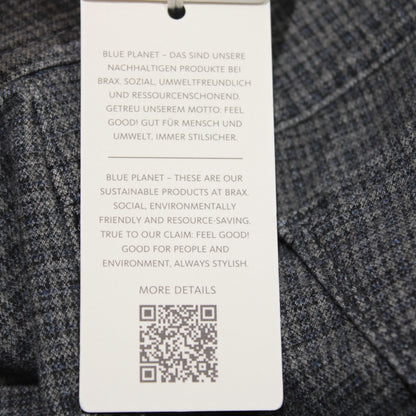 BLUE PLANET – DAS SIND UNSERE
NACHHALTIGEN PRODUKTE BEI
BRAX. SOZIAL, UMWELTFREUNDLICH
UND RESSOURCENSCHONEND.
GETREU UNSEREM MOTTO: FEEL
GOOD! GUT FÜR MENSCH UND
UMWELT, IMMER STILSICHER.
BLUE PLANET – THESE ARE OUR
SUSTAINABLE PRODUCTS AT BRAX.
SOCIAL, ENVIRONMENTALLY
FRIENDLY AND RESOURCE-SAVING.
TRUE TO OUR CLAIM: FEEL GOOD!
GOOD FOR PEOPLE AND
ENVIRONMENT, ALWAYS STYLISH.
MORE DETAILS